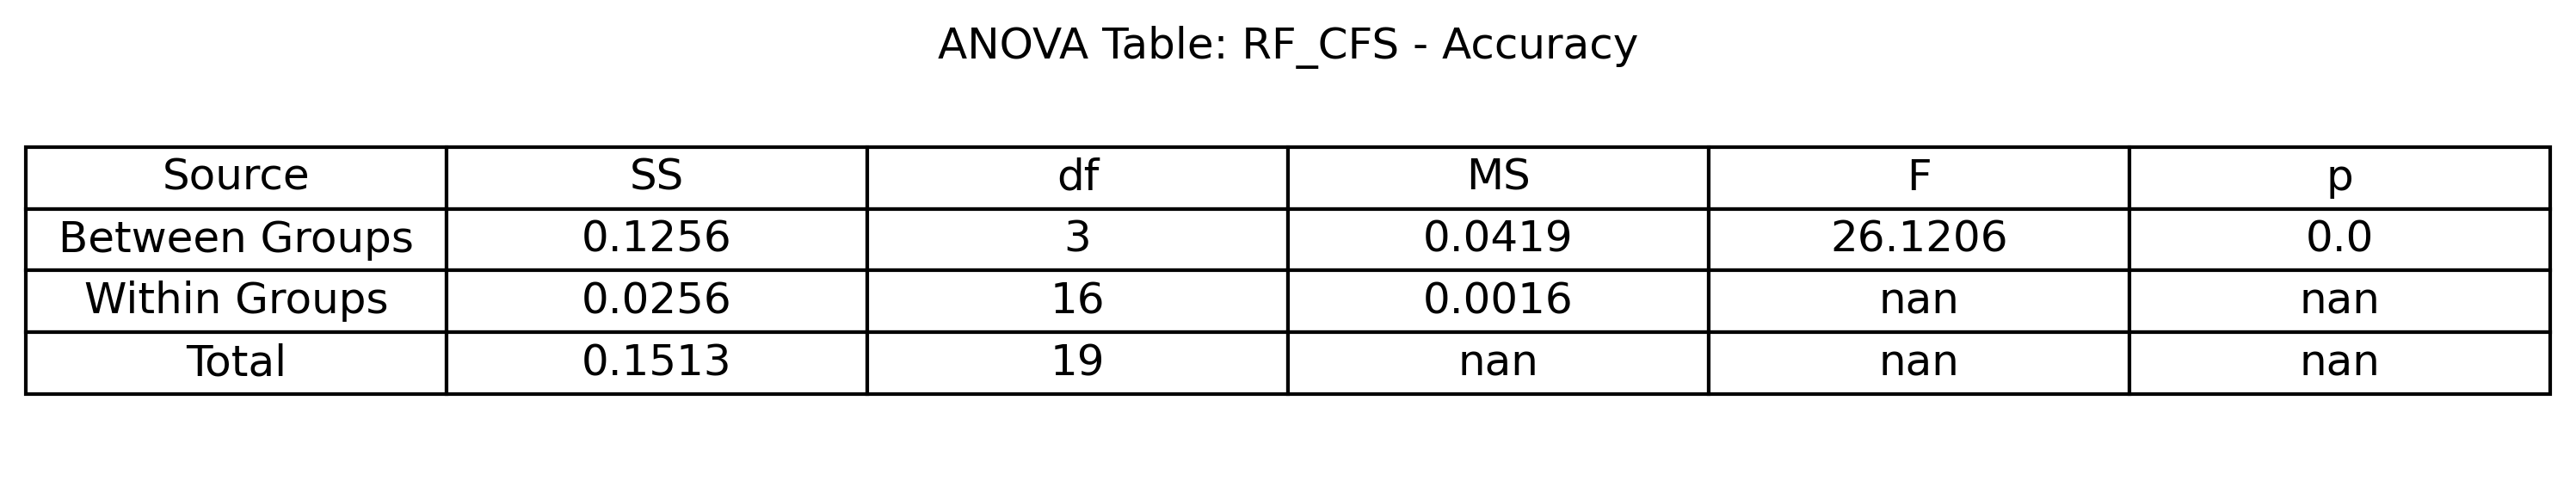 ANOVA Table: RF_CFS - Accuracy
Source SS df MS F p
Between Groups 0.1256 3 0.0419 26.1206 0.0
Within Groups 0.0256 16 0.0016 nan nan
Total 0.1513 19 nan nan nan